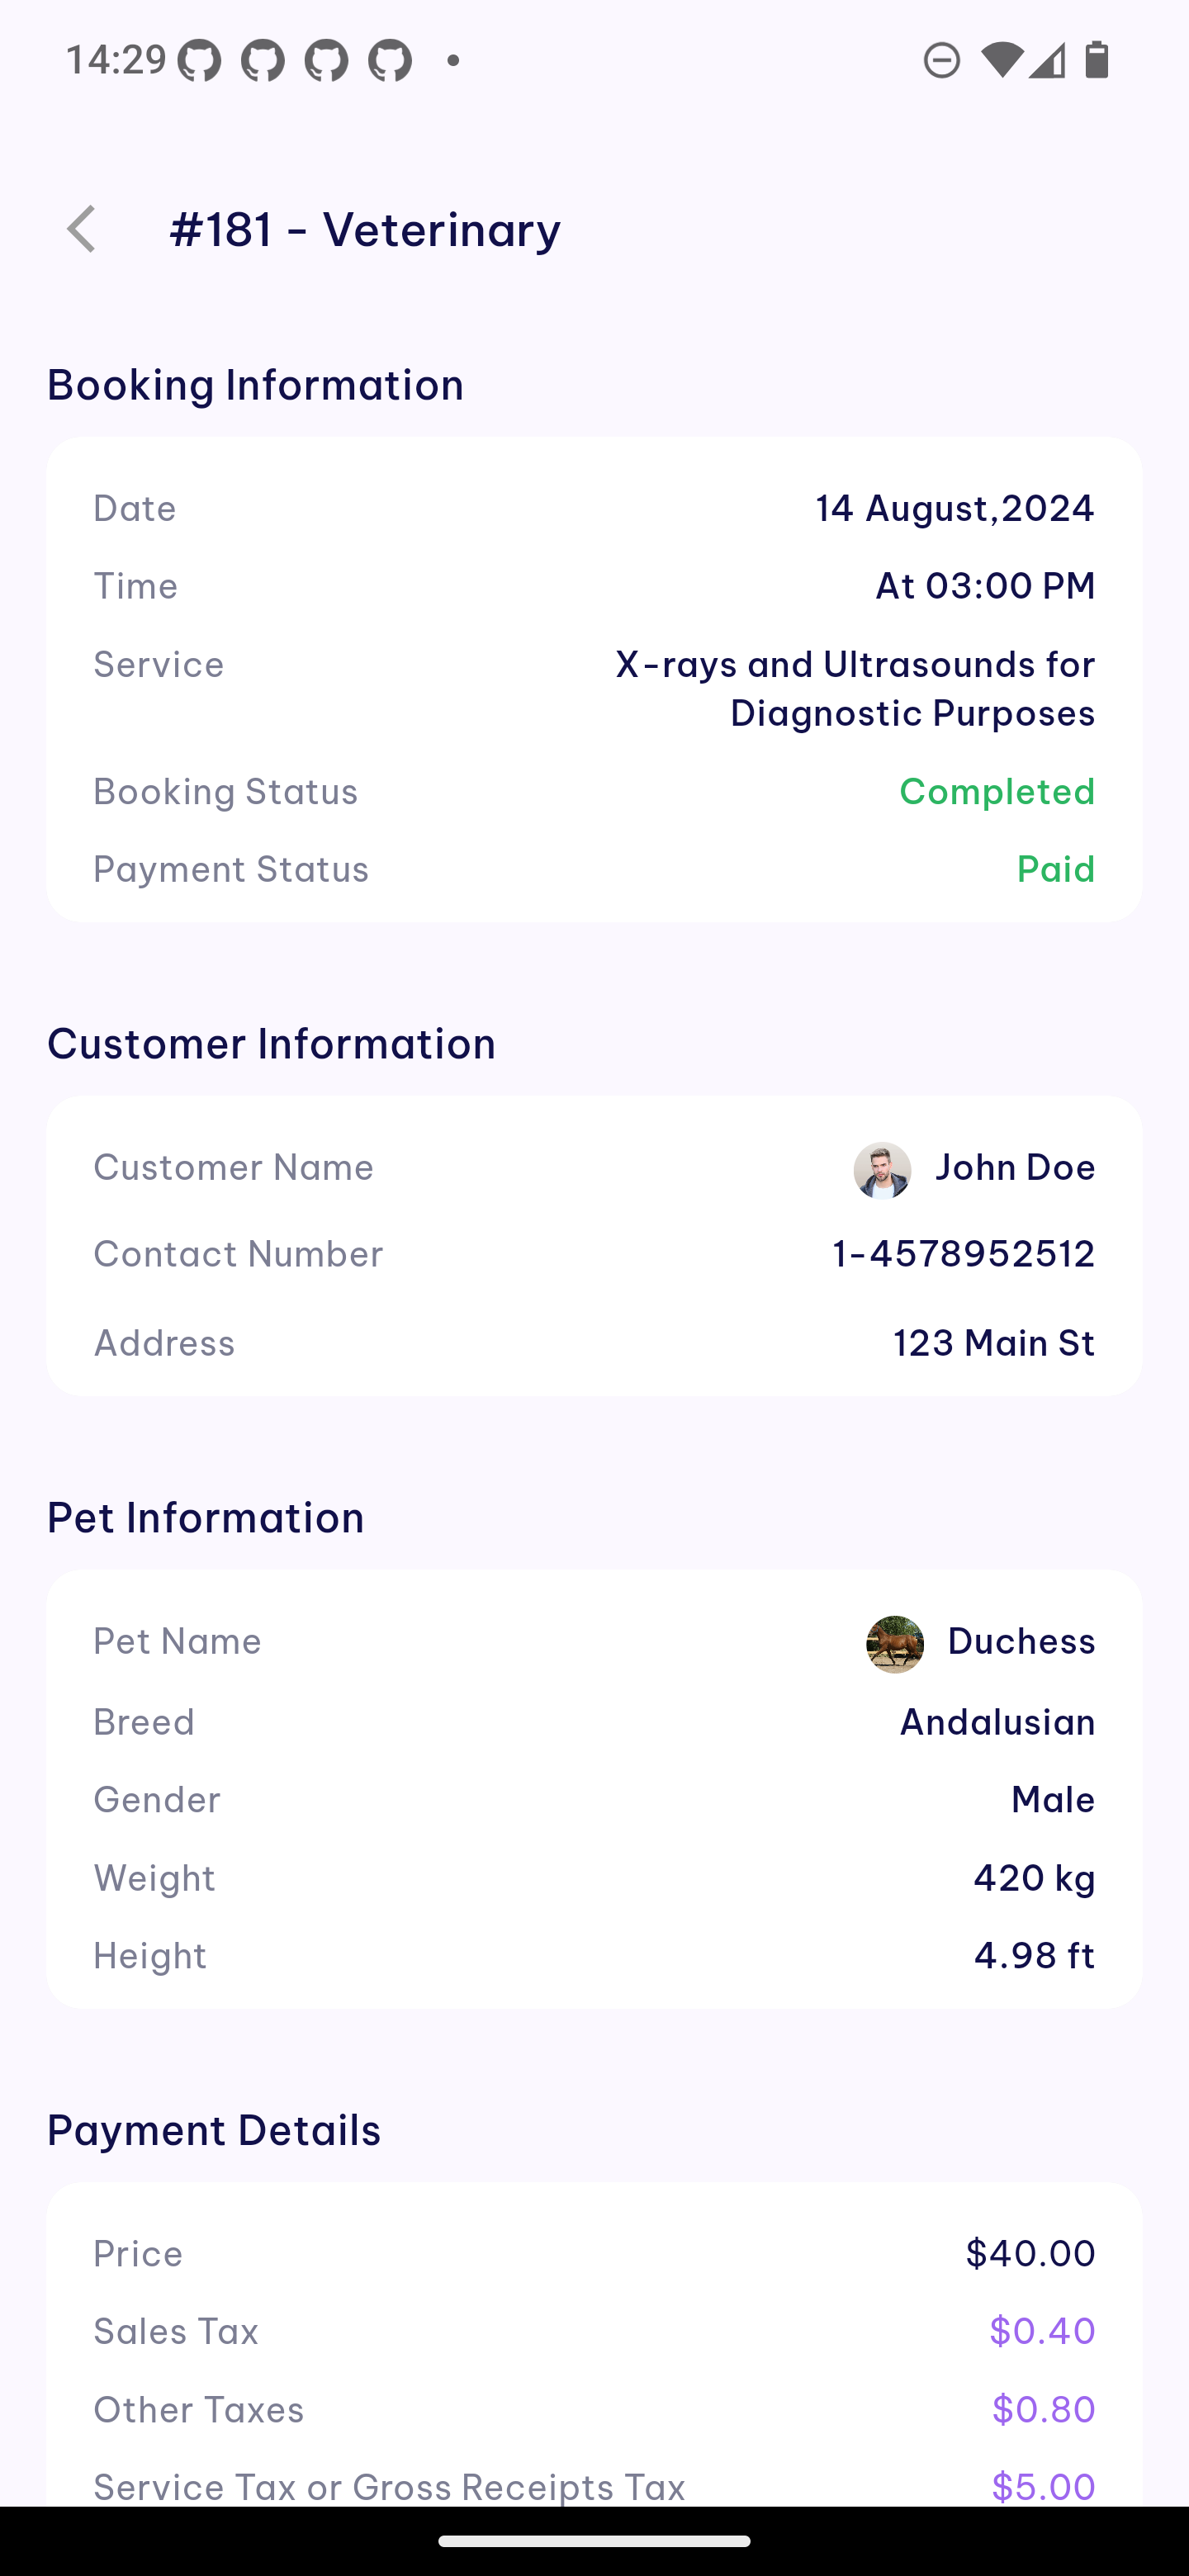 14:29
#181 - Veterinary
Booking Information
Date 14 August,2024
Time At 03:00 PM
Service X-rays and Ultrasounds for
Diagnostic Purposes
Booking Status Completed
Payment Status Paid
Customer Information
Customer Name John Doe
Contact Number 1-4578952512
Address 123 Main St
Pet Information
Pet Name Duchess
Breed Andalusian
Gender Male
Weight 420 kg
Height 4.98 ft
Payment Details
Price $40.00
Sales Tax $0.40
Other Taxes $0.80
Service Tax or Gross Receipts Tax $5.00